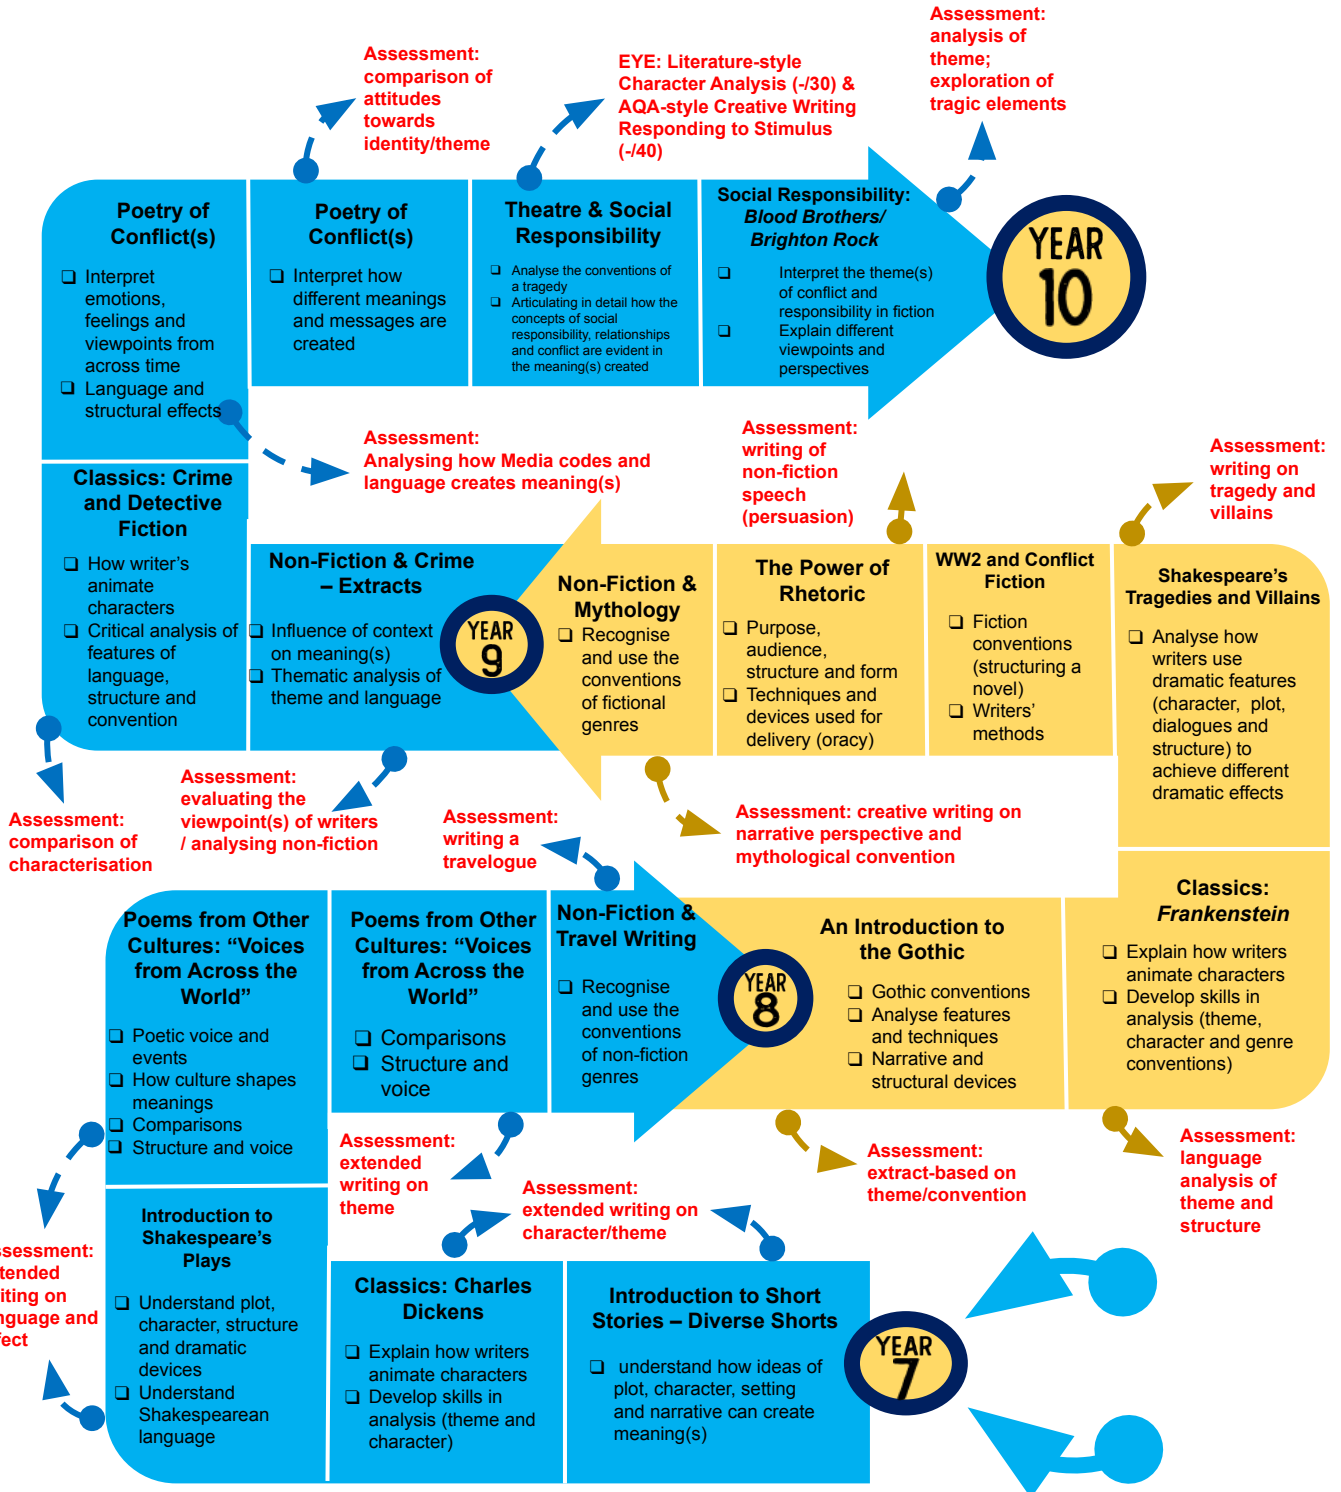 Assessment:
analysis of
theme;
exploration of
tragic elements
Assessment:
comparison of
attitudes
towards
identity/theme
EYE: Literature-style
Character Analysis (-/30) &
AQA-style Creative Writing
Responding to Stimulus
(-/40)
Poetry of
Conflict(s)
❑ Interpret
emotions,
feelings and
viewpoints from
across time
❑ Language and
structural effects
Poetry of
Conflict(s)
❑ Interpret how
different meanings
and messages are
created
Theatre & Social
Responsibility
❑ Analyse the conventions of
a tragedy
❑ Articulating in detail how the
concepts of social
responsibility, relationships
and conflict are evident in
the meaning(s) created
Social Responsibility:
Blood Brothers/
Brighton Rock
❑ Interpret the theme(s)
of conflict and
responsibility in fiction
❑ Explain different
viewpoints and
perspectives
YEAR
10
Assessment:
Analysing how Media codes and
language creates meaning(s)
Assessment:
writing of
non-fiction
speech
(persuasion)
Assessment:
writing on
tragedy and
villains
Classics: Crime
and Detective
Fiction
❑ How writer's
animate
characters
❑ Critical analysis of
features of
language,
structure and
convention
Non-Fiction & Crime
– Extracts
❑ Influence of context
on meaning(s)
❑ Thematic analysis of
theme and language
YEAR
9
Non-Fiction &
Mythology
❑ Recognise
and use the
conventions
of fictional
genres
The Power of
Rhetoric
❑ Purpose,
audience,
structure and form
❑ Techniques and
devices used for
delivery (oracy)
WW2 and Conflict
Fiction
❑ Fiction
conventions
(structuring a
novel)
❑ Writers'
methods
Shakespeare's
Tragedies and Villains
❑ Analyse how
writers use
dramatic features
(character, plot,
dialogues and
structure) to
achieve different
dramatic effects
Assessment:
comparison of
characterisation
Assessment:
evaluating the
viewpoint(s) of writers
/ analysing non-fiction
Assessment:
writing a
travelogue
Assessment: creative writing on
narrative perspective and
mythological convention
Poems from Other
Cultures: "Voices
from Across the
World"
❑ Poetic voice and
events
❑ How culture shapes
meanings
❑ Comparisons
❑ Structure and voice
Poems from Other
Cultures: "Voices
from Across the
World"
❑ Comparisons
❑ Structure and
voice
Non-Fiction &
Travel Writing
❑ Recognise
and use the
conventions
of non-fiction
genres
YEAR
8
An Introduction to
the Gothic
❑ Gothic conventions
❑ Analyse features
and techniques
❑ Narrative and
structural devices
Classics:
Frankenstein
❑ Explain how writers
animate characters
❑ Develop skills in
analysis (theme,
character and genre
conventions)
Assessment:
extended
writing on
theme
Assessment:
extended writing on
character/theme
Assessment:
extract-based on
theme/convention
Assessment:
language
analysis of
theme and
structure
ssessment:
tended
iting on
nguage and
fect
Introduction to
Shakespeare's
Plays
❑ Understand plot,
character, structure
and dramatic
devices
❑ Understand
Shakespearean
language
Classics: Charles
Dickens
❑ Explain how writers
animate characters
❑ Develop skills in
analysis (theme and
character)
Introduction to Short
Stories – Diverse Shorts
❑ understand how ideas of
plot, character, setting
and narrative can create
meaning(s)
YEAR
7